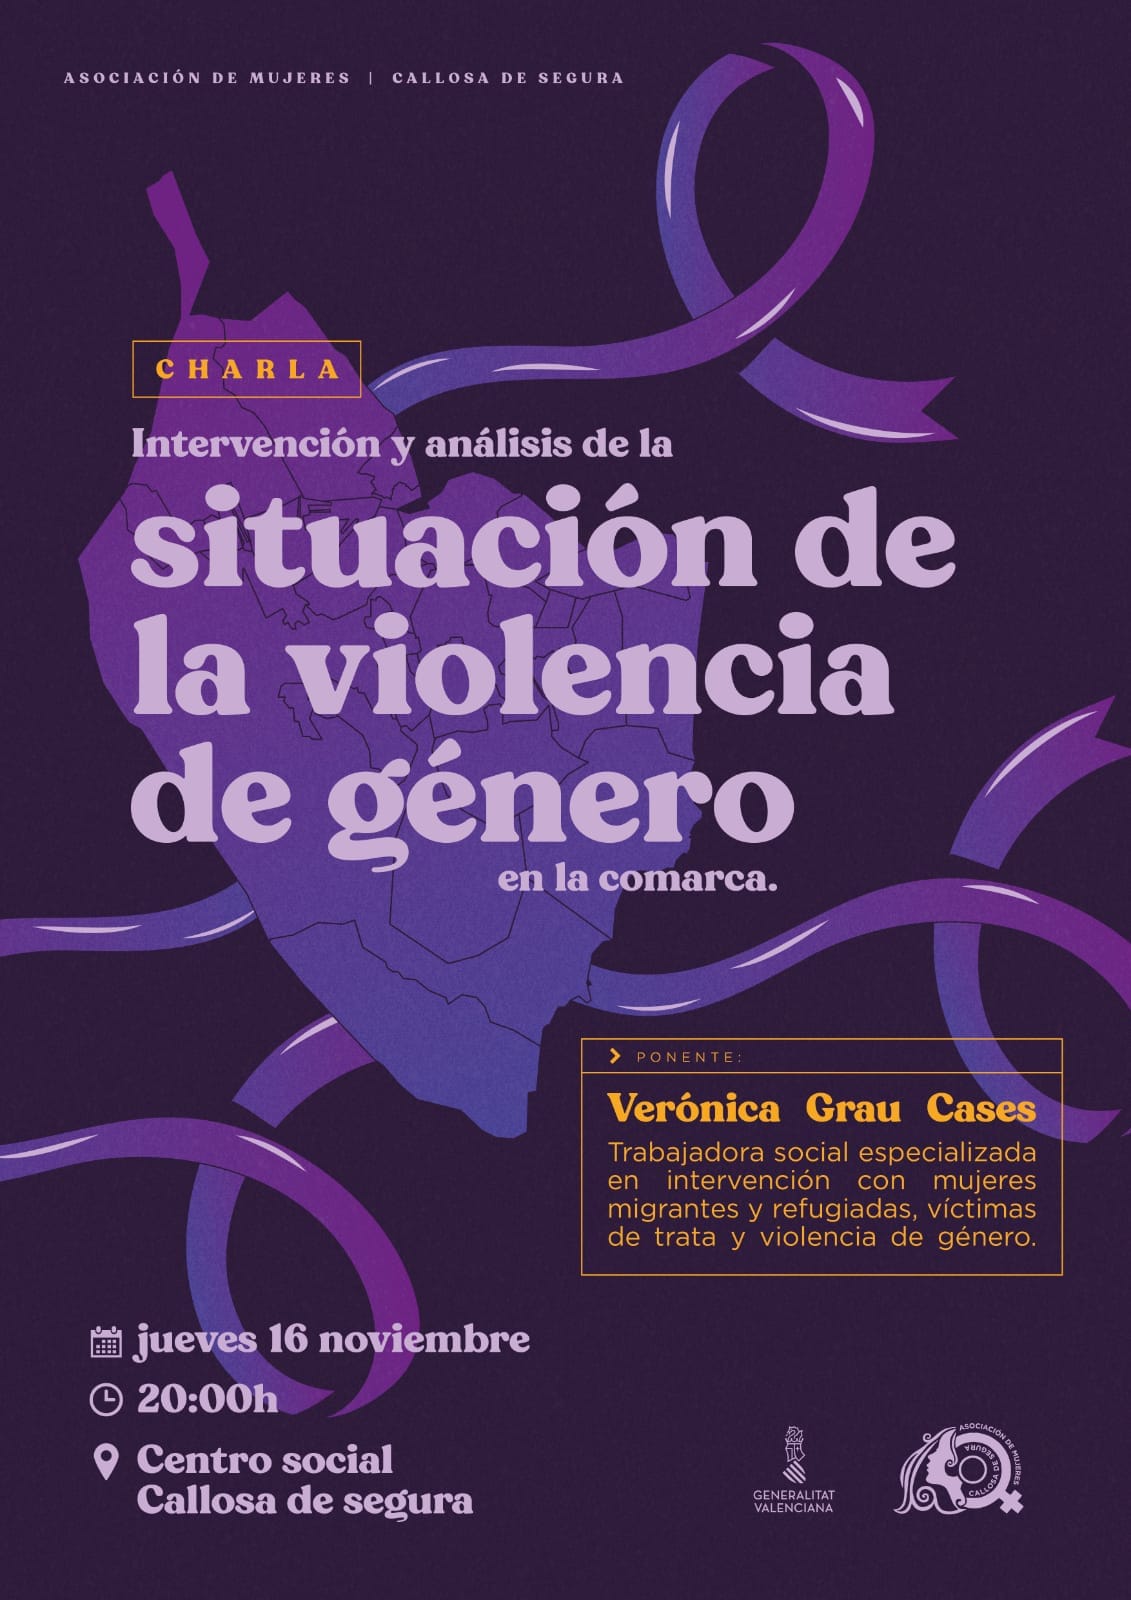 ASOCIACIÓN DE MUJERES | CALLOSA DE SEGURA
CHARLA
Intervención y análisis de la
situación de
la violencia
de género
en la comarca.
PONENTE:
Verónica Grau Cases
Trabajadora social especializada
en intervención con mujeres
migrantes y refugiadas, víctimas
de trata y violencia de género.
jueves 16 noviembre
20:00h
Centro social
Callosa de segura
GENERALITAT
VALENCIANA
ASOCIACIÓN DE MUJERES
CALLOSA DE SEGURA